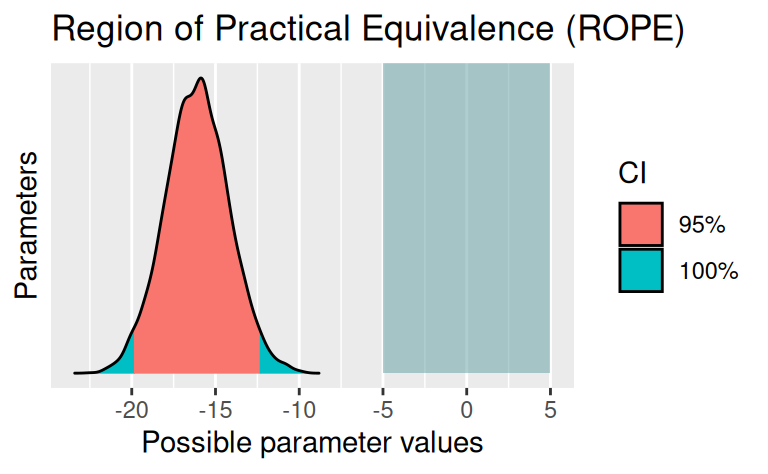 Region of Practical Equivalence (ROPE)
Parameters
CI
95%
100%
-20 -15 -10 -5 0 5
Possible parameter values